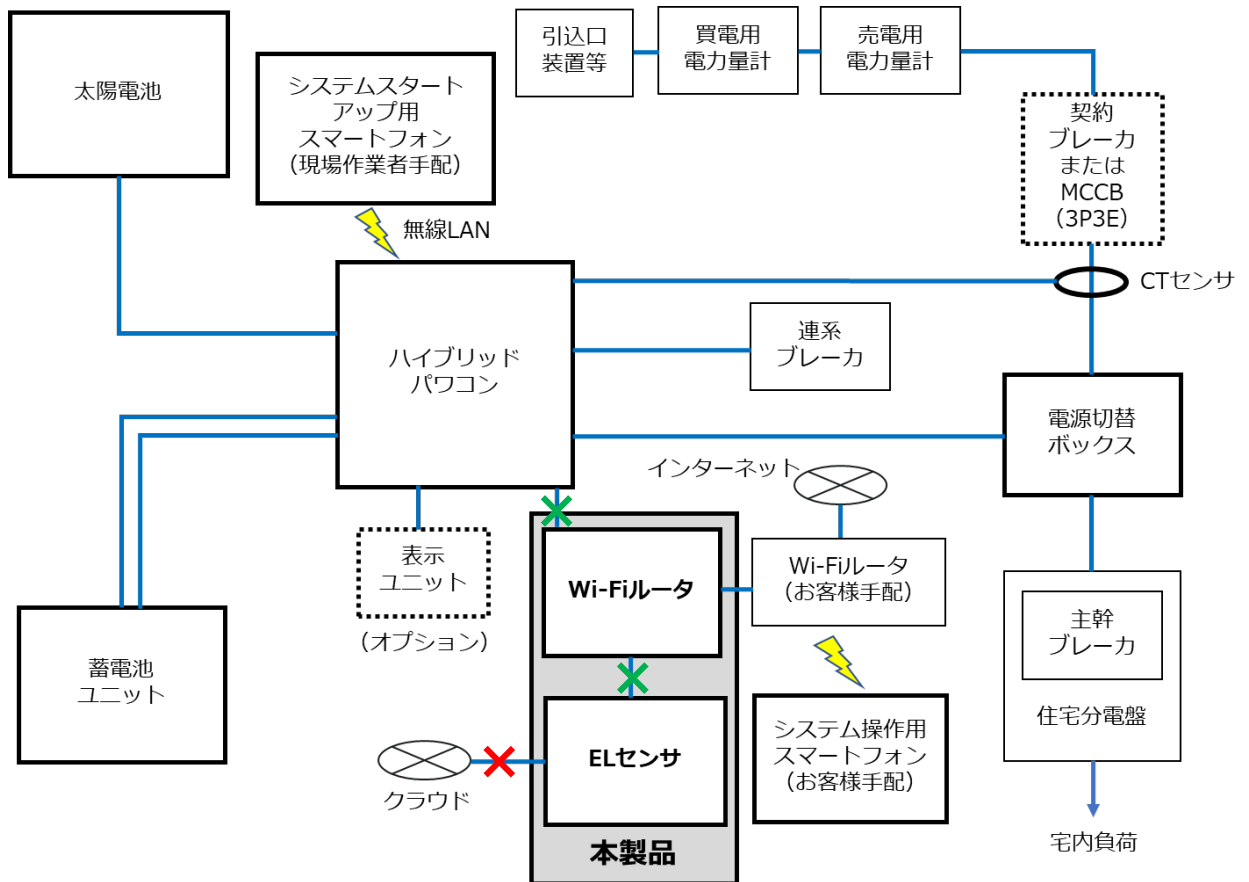 引込口
装置等
買電用
電力量計
売電用
電力量計
太陽電池
システムスタート
アップ用
スマートフォン
(現場作業者手配)
無線LAN
契約
ブレーカ
または
MCCB
(3P3E)
CTセンサ
ハイブリッド
パワコン
連系
ブレーカ
電源切替
ボックス
インターネット
表示
ユニット
(オプション)
Wi-Fiルータ
Wi-Fiルータ
(お客様手配)
主幹
ブレーカ
住宅分電盤
蓄電池
ユニット
クラウド
ELセンサ
システム操作用
スマートフォン
(お客様手配)
本製品
宅内負荷